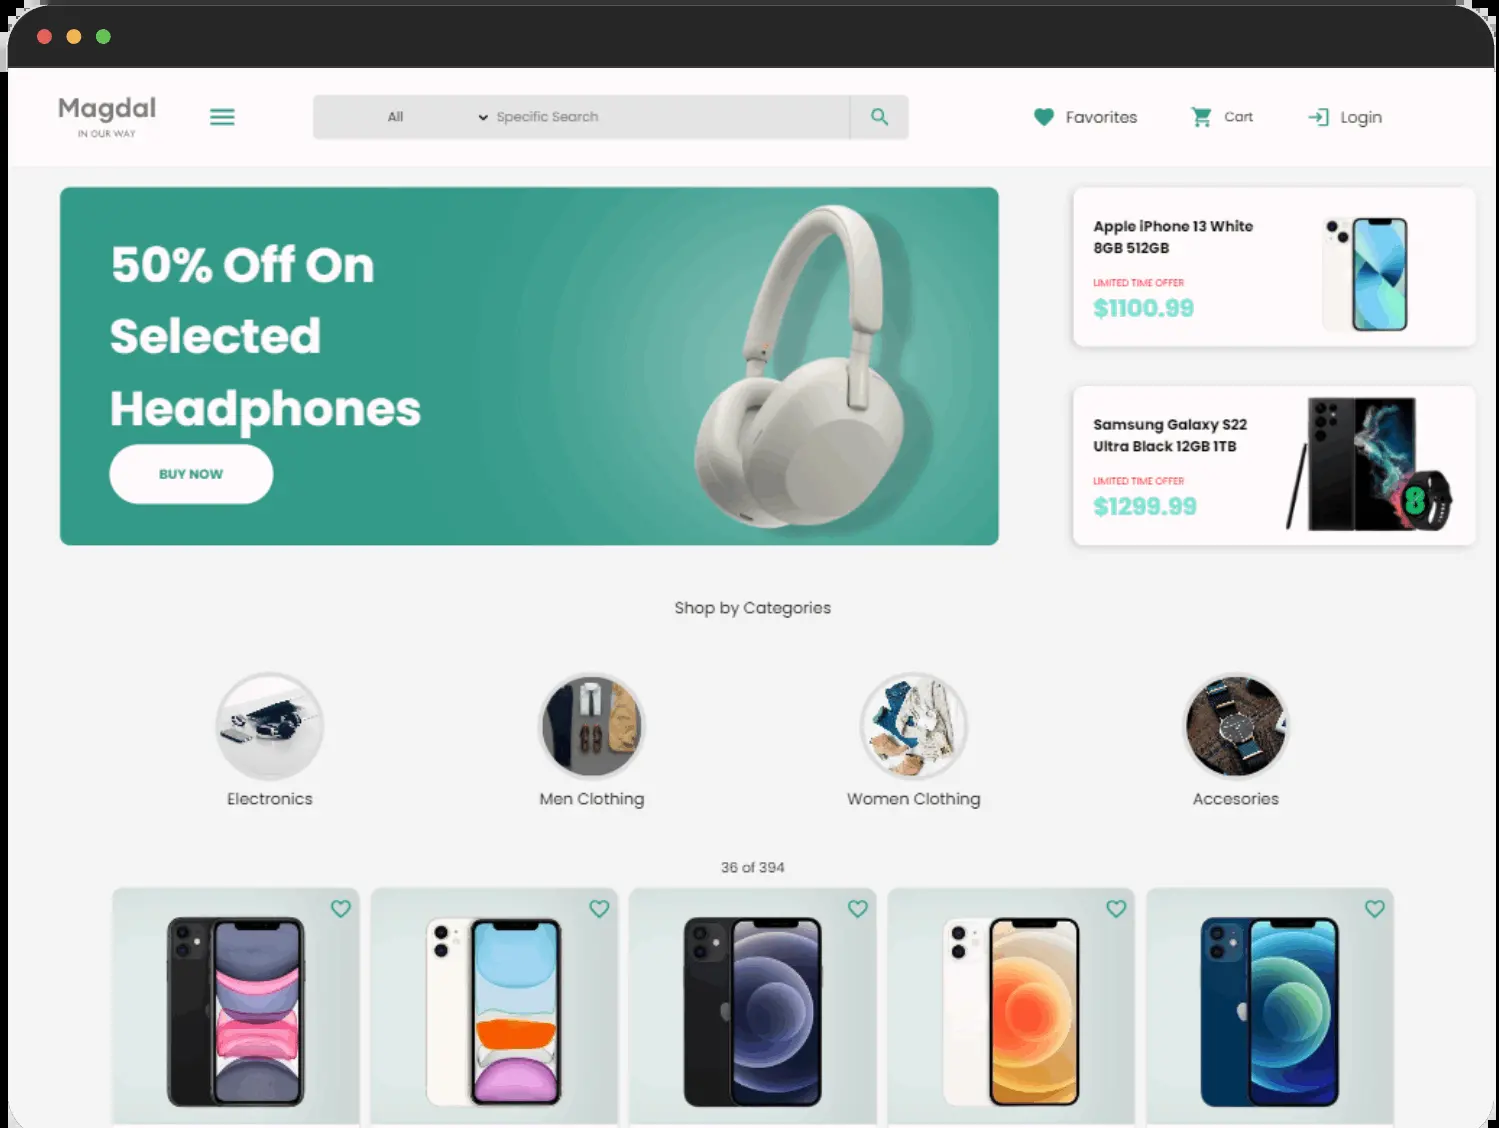 Magdal
IN OUR WAY
All
Specific Search
Favorites
Cart
Login
50% Off On
Selected
Headphones
BUY NOW
Apple iPhone 13 White
8GB 512GB
LIMITED TIME OFFER
$1100.99
Samsung Galaxy S22
Ultra Black 12GB 1TB
LIMITED TIME OFFER
$1299.99
8
Shop by Categories
Electronics
Men Clothing
Women Clothing
Accesories
36 of 394